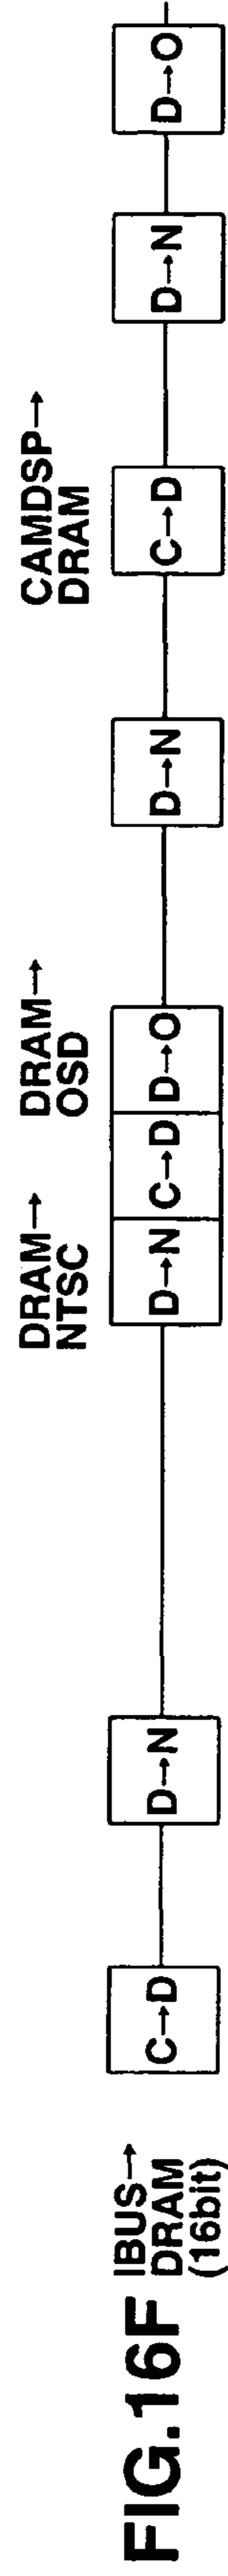 FIG.16F
IBUS→
DRAM
(16bit)
C→D
D→N
DRAM→
NTSC
DRAM→
OSD
D→N
C→D
D→O
D→N
CAMDSP→
DRAM
C→D
D→N
D→O